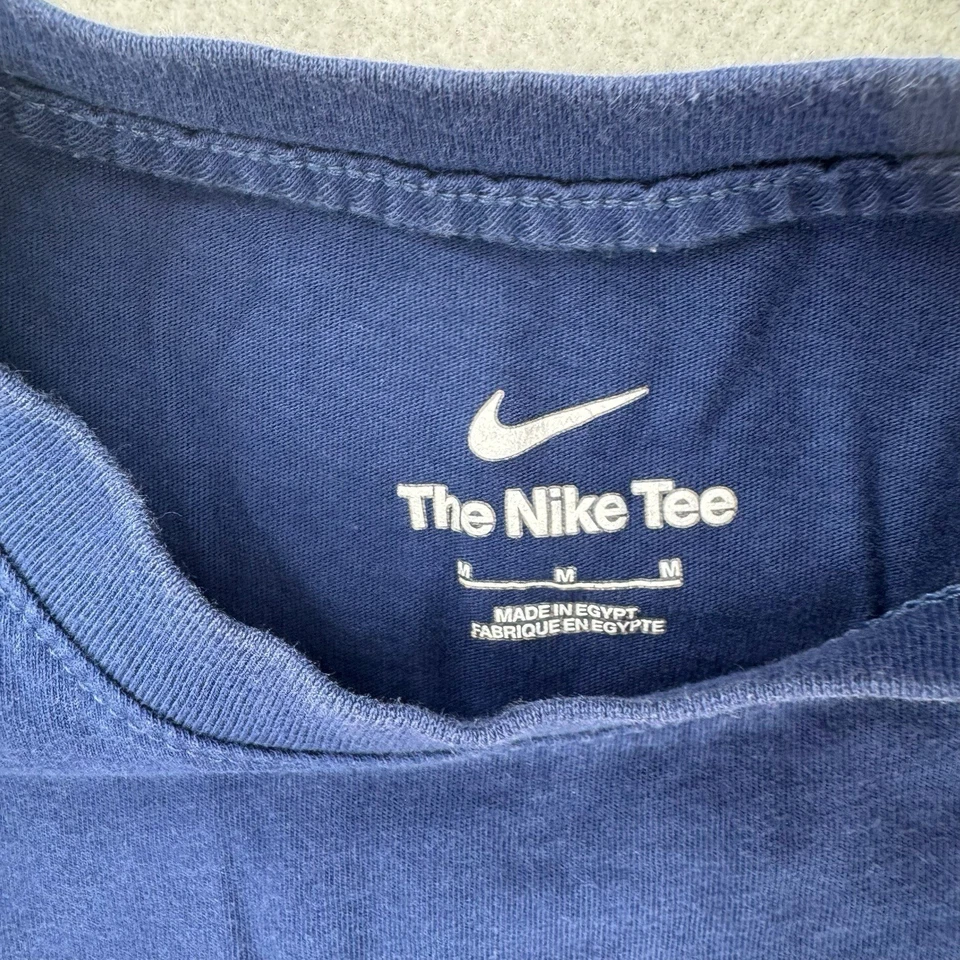 The Nike Tee
M M M
MADE IN EGYPT
FABRIQUE EN EGYPTE